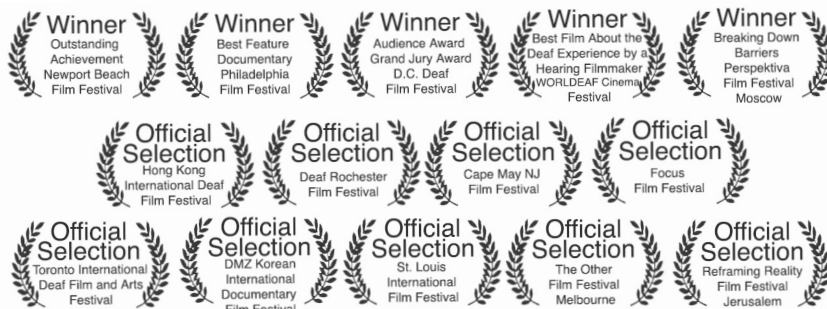 Winner
Outstanding
Achievement
Newport Beach
Film Festival
Winner
Best Feature
Documentary
Philadelphia
Film Festival
Winner
Audience Award
Grand Jury Award
D.C. Deaf
Film Festival
Winner
Best Film About the
Deaf Experience by a
Hearing Filmmaker
WORLDEAF Cinema
Festival
Winner
Breaking Down
Barriers
Perspektiva
Film Festival
Moscow
Official
Selection
Hong Kong
International Deaf
Film Festival
Official
Selection
Deaf Rochester
Film Festival
Official
Selection
Cape May NJ
Film Festival
Official
Selection
Focus
Film Festival
Official
Selection
Toronto International
Deaf Film and Arts
Festival
Official
Selection
DMZ Korean
International
Documentary
Film Festival
Official
Selection
St. Louis
International
Film Festival
Official
Selection
The Other
Film Festival
Melbourne
Official
Selection
Reframing Reality
Film Festival
Jerusalem